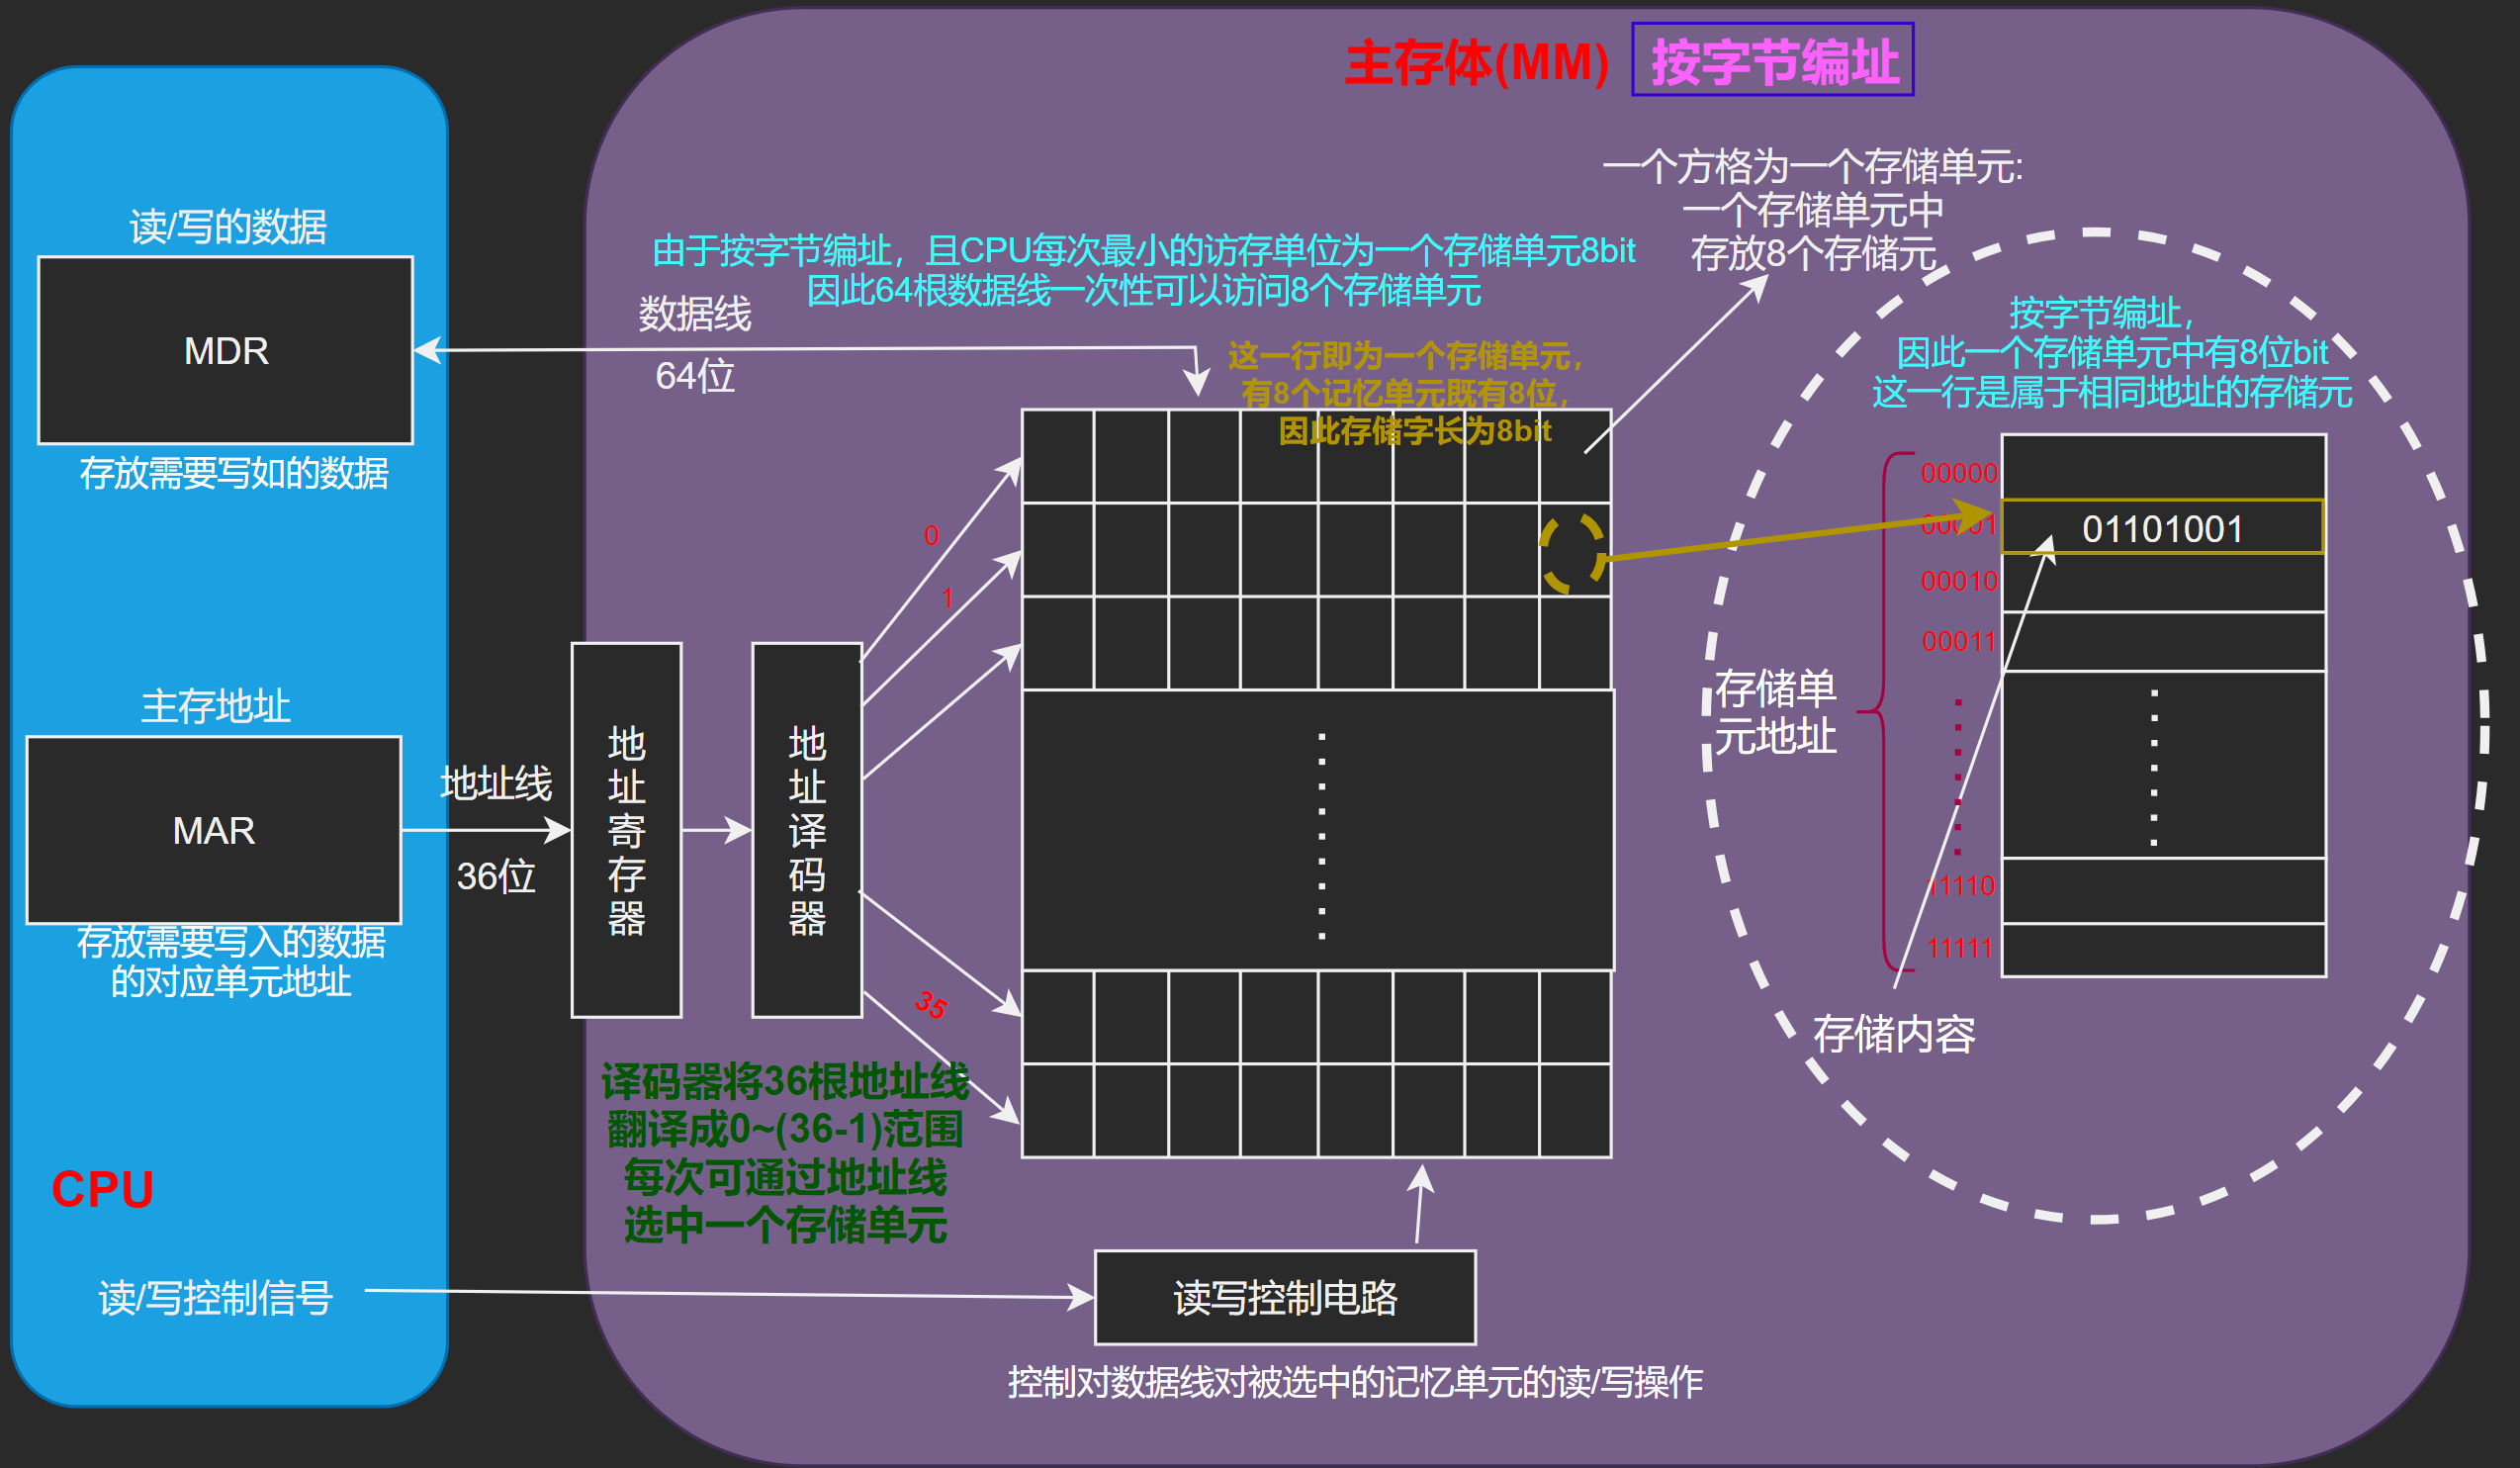 主存体(MM)
按字节编址
一个方格为一个存储单元:
一个存储单元中
存放8个存储元
读/写的数据
MDR
存放需要写如的数据
由于按字节编址，且CPU每次最小的访存单位为一个存储单元8bit
因此64根数据线一次性可以访问8个存储单元
数据线
64位
这一行即为一个存储单元，
有8个记忆单元既有8位，
因此存储字长为8bit
按字节编址，
因此一个存储单元中有8位bit
这一行是属于相同地址的存储元
00000
00001
01101001
00010
00011
存储单
元地址
11110
11111
存储内容
0
1
35
主存地址
MAR
存放需要写入的数据
的对应单元地址
地址线
36位
地
址
寄
存
器
地
址
译
码
器
译码器将36根地址线
翻译成0~(36-1)范围
每次可通过地址线
选中一个存储单元
CPU
读/写控制信号
读写控制电路
控制对数据线对被选中的记忆单元的读/写操作